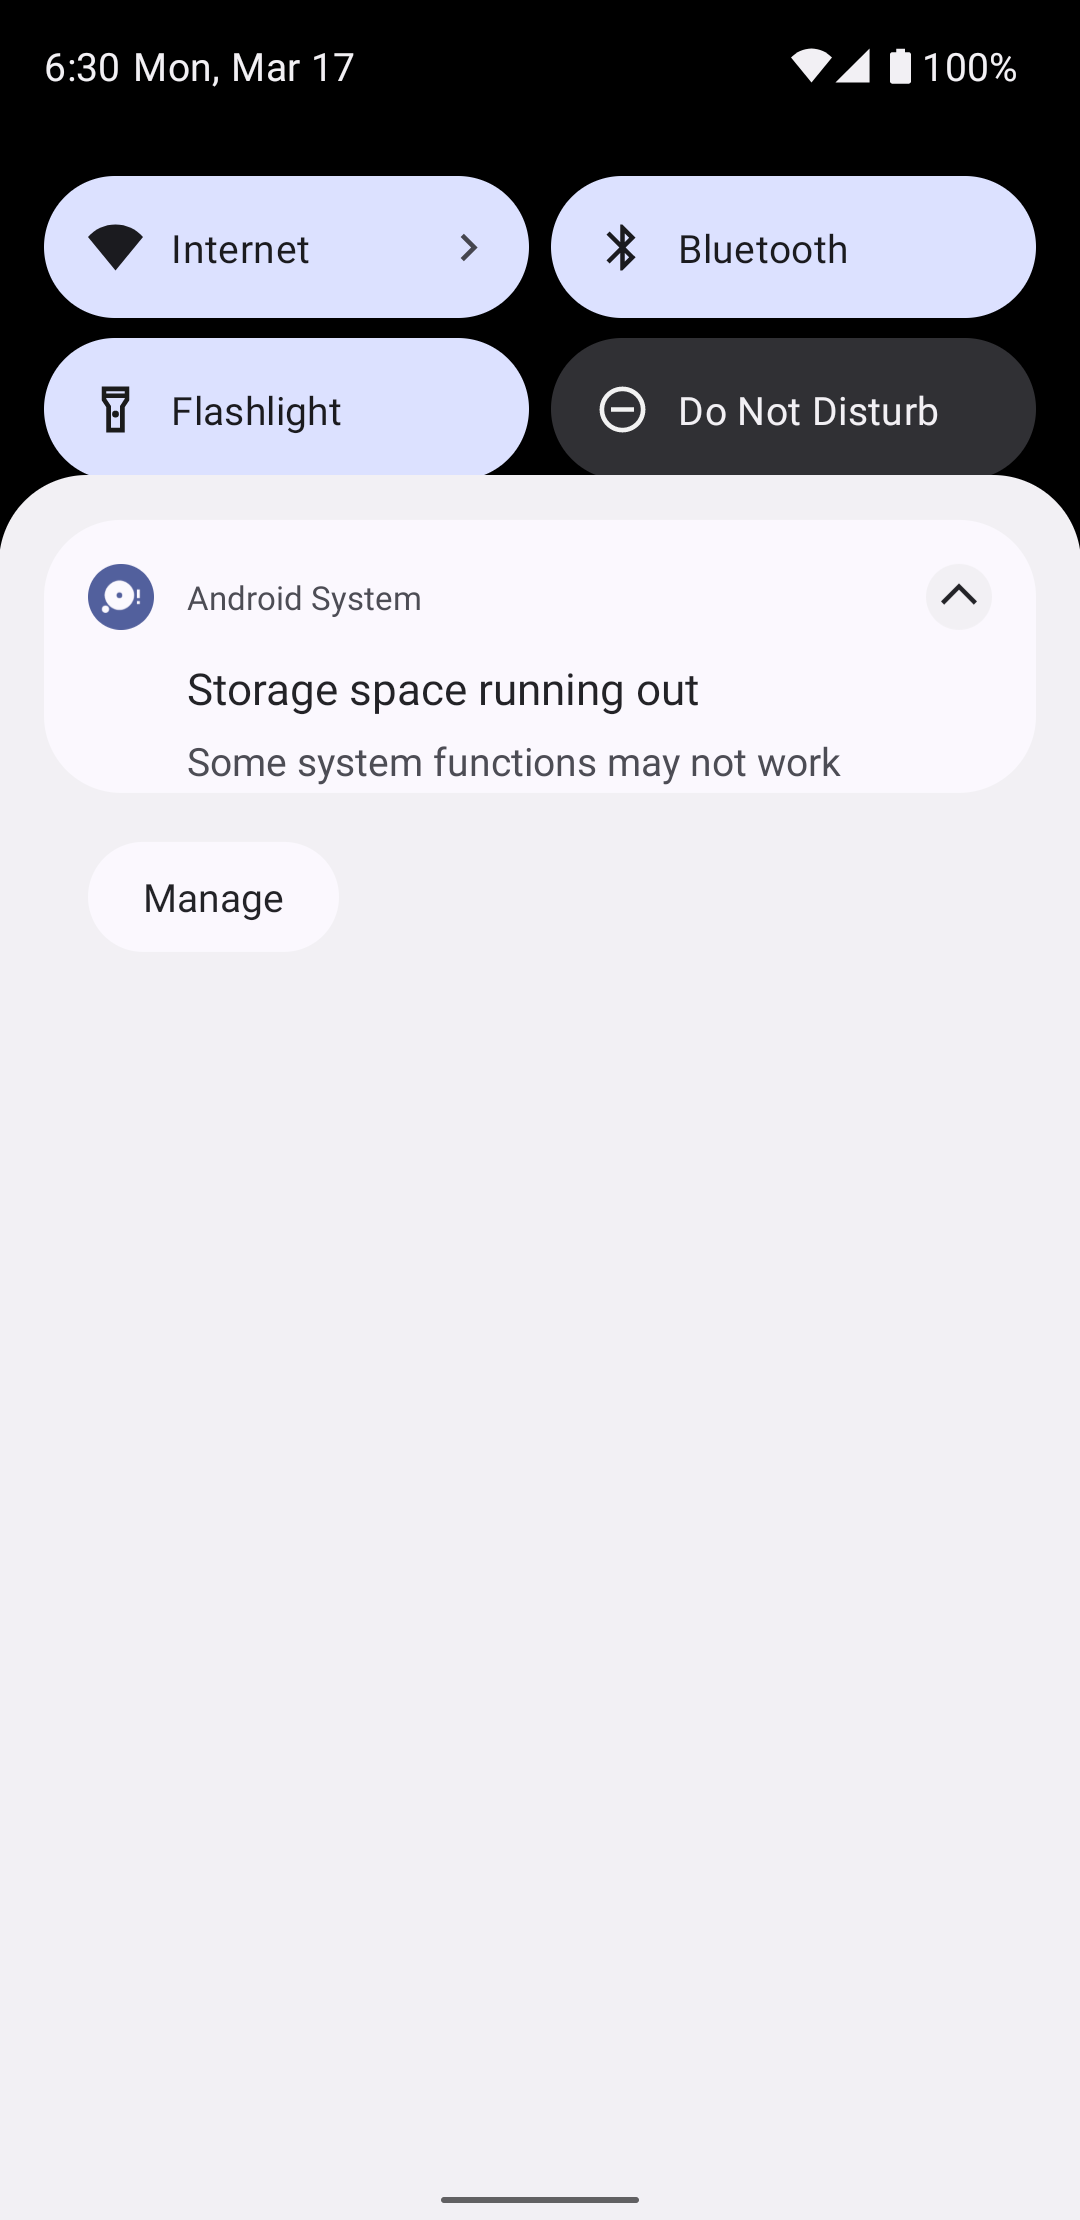 6:30 Mon, Mar 17
100%
Internet
Bluetooth
Flashlight
Do Not Disturb
Android System
Storage space running out
Some system functions may not work
Manage